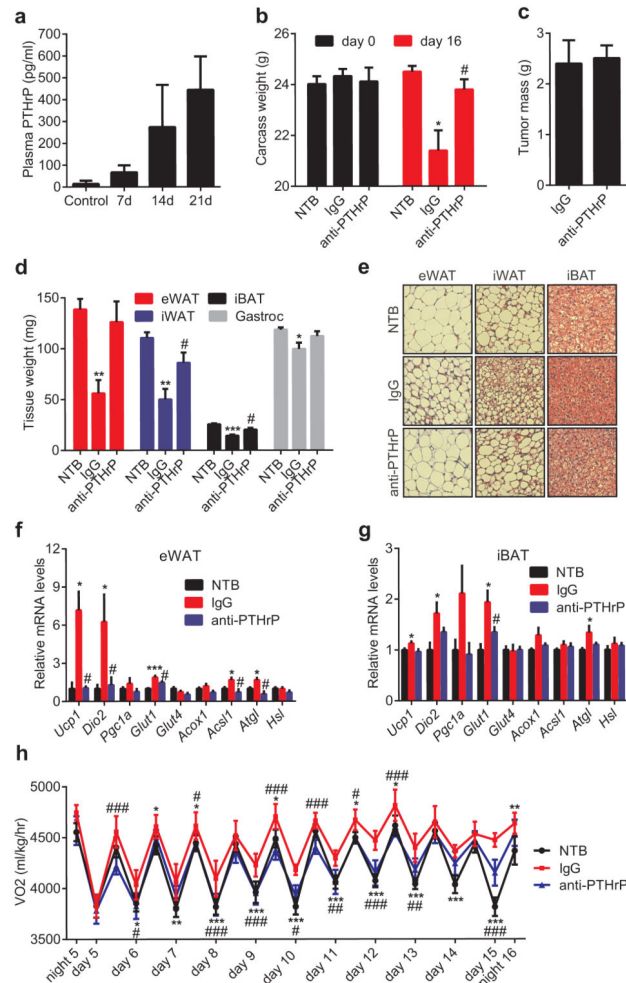 a
Plasma PTHrP (pg/ml)
700
600
500
400
300
200
100
0
Control 7d 14d 21d
b
day 0 day 16
Carcass weight (g)
26
24
22
20
#
*
NTB IgG anti-PTHrP NTB IgG anti-PTHrP
c
Tumor mass (g)
3
2
1
0
IgG anti-PTHrP
d
eWAT iBAT
iWAT Gastroc
Tissue weight (mg)
150
100
50
0
** ** # *** # *
NTB IgG anti-PTHrP NTB IgG anti-PTHrP NTB IgG anti-PTHrP NTB IgG anti-PTHrP
e
eWAT iWAT iBAT
NTB
IgG
anti-PTHrP
f
eWAT
Relative mRNA levels
12
9
6
3
0
NTB
IgG
anti-PTHrP
* # * # *** # * # * #
Ucp1 Dio2 Pgc1a Glut1 Glut4 Acox1 Acsl1 Atgl Hsl
g
iBAT
Relative mRNA levels
3
2
1
0
NTB
IgG
anti-PTHrP
* * * # *
Ucp1 Dio2 Pgc1a Glut1 Glut4 Acox1 Acsl1 Atgl Hsl
h
VO2 (ml/kg/hr)
5000
4500
4000
3500
### * # * ### * ### # * ### * **
NTB
IgG
anti-PTHrP
* # ** *** ### *** ## *** # *** ## *** ### *** ## *** *** ###
night 5 day 5 day 6 day 7 day 8 day 9 day 10 day 11 day 12 day 13 day 14 day 15 night 16